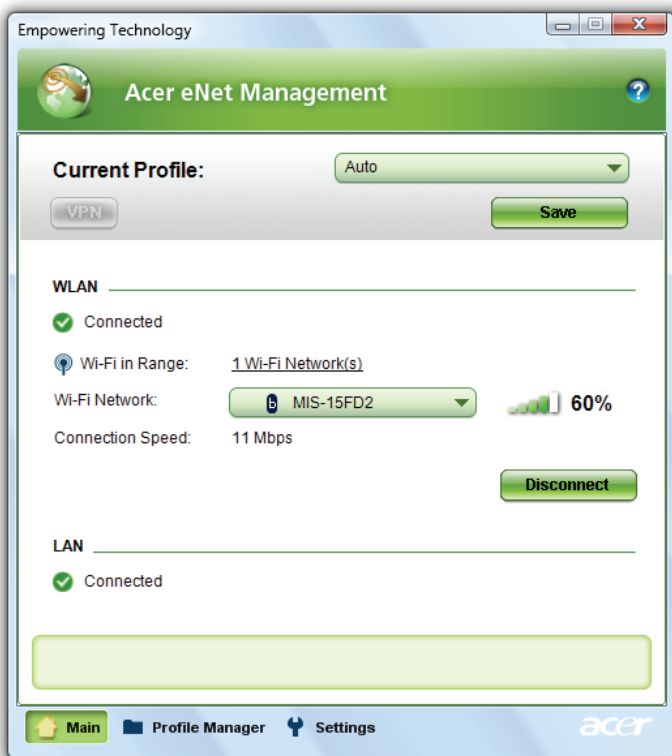 Empowering Technology
Acer eNet Management
?
Current Profile:
Auto
VPN
Save
WLAN
Connected
Wi-Fi in Range:
1 Wi-Fi Network(s)
Wi-Fi Network:
b MIS-15FD2
60%
Connection Speed:
11 Mbps
Disconnect
LAN
Connected
Main
Profile Manager
Settings
acer